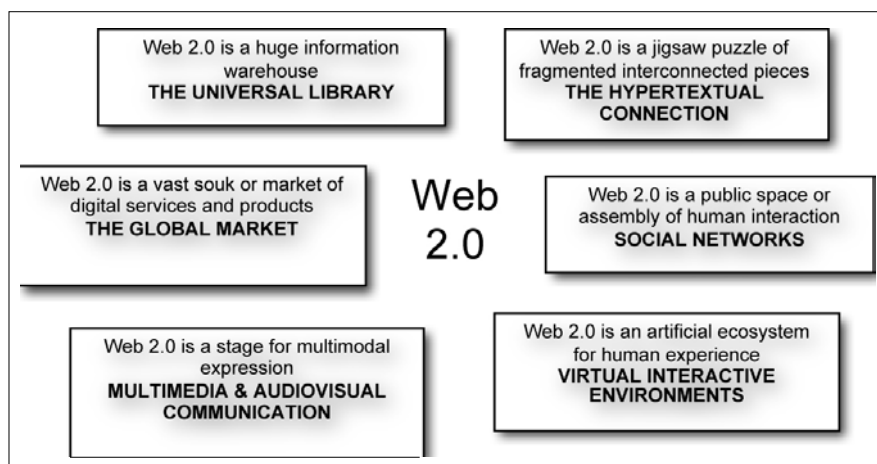 Web 2.0 is a huge information
warehouse
THE UNIVERSAL LIBRARY
Web 2.0 is a jigsaw puzzle of
fragmented interconnected pieces
THE HYPERTEXTUAL
CONNECTION
Web 2.0 is a vast souk or market of
digital services and products
THE GLOBAL MARKET
Web
2.0
Web 2.0 is a public space or
assembly of human interaction
SOCIAL NETWORKS
Web 2.0 is a stage for multimodal
expression
MULTIMEDIA & AUDIOVISUAL
COMMUNICATION
Web 2.0 is an artificial ecosystem
for human experience
VIRTUAL INTERACTIVE
ENVIRONMENTS